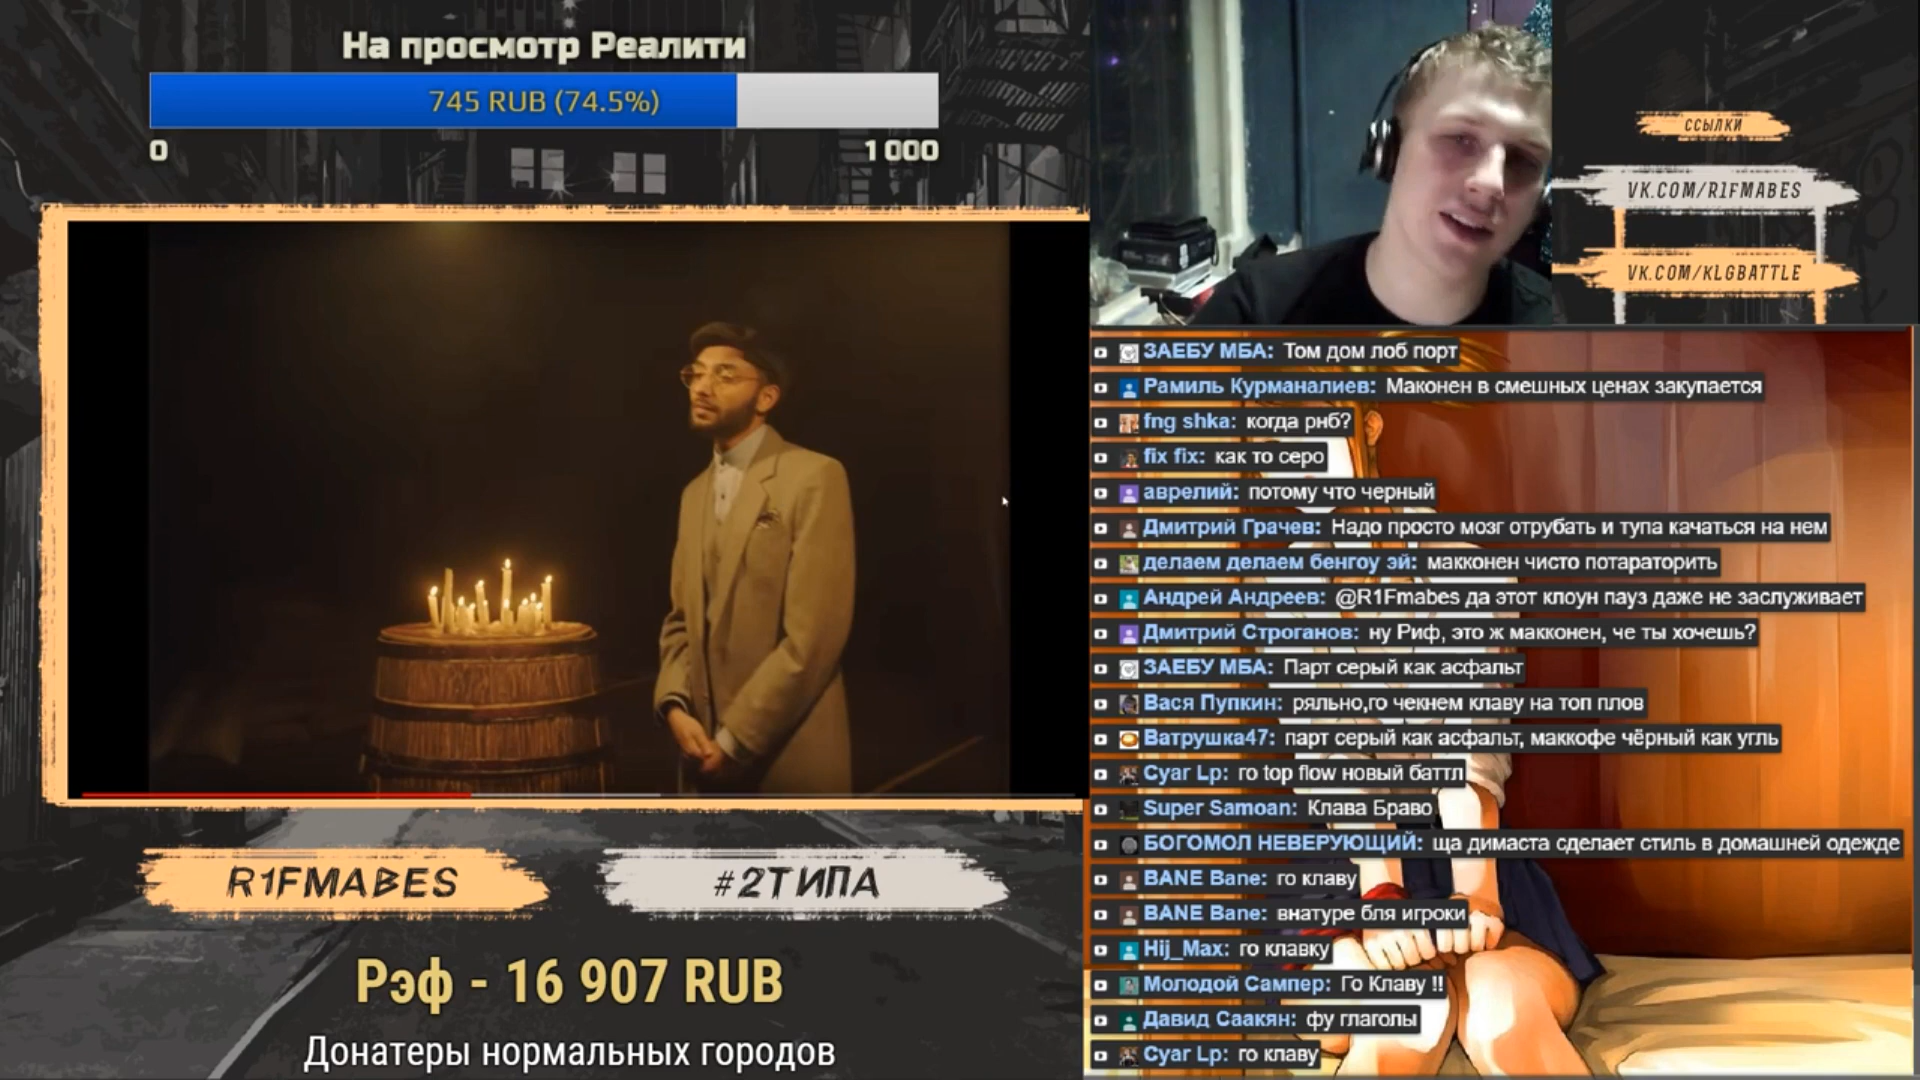 На просмотр Реалити
745 RUB (74.5%)
0
1 000
ССЫЛКИ
VK.COM/R1FMABES
VK.COM/KLGBATTLE
ЗАЕБУ МБА: Том дом лоб порт
Рамиль Курманалиев: Маконен в смешных ценах закупается
fng shka: когда рнб?
fix fix: как то серо
аврелий: потому что черный
Дмитрий Грачев: Надо просто мозг отрубать и тупа качаться на нем
делаем делаем бенгоу эй: макконен чисто потараторить
Андрей Андреев: @R1Fmabes да этот клоун пауз даже не заслуживает
Дмитрий Строганов: ну Риф, это ж макконен, че ты хочешь?
ЗАЕБУ МБА: Парт серый как асфальт
Вася Пупкин: ряльно,го чекнем клаву на топ плов
Ватрушка47: парт серый как асфальт, маккофе чёрный как угль
Cyar Lp: го top flow новый баттл
Super Samoan: Клава Браво
БОГОМОЛ НЕВЕРУЮЩИЙ: ща димаста сделает стиль в домашней одежде
BANE Bane: го клаву
BANE Bane: внатуре бля игроки
Hij_Max: го клавку
Молодой Сампер: Го Клаву !!
Давид Саакян: фу глаголы
Cyar Lp: го клаву
R1FMABES
#2ТИПА
Рэф - 16 907 RUB
Донатеры нормальных городов